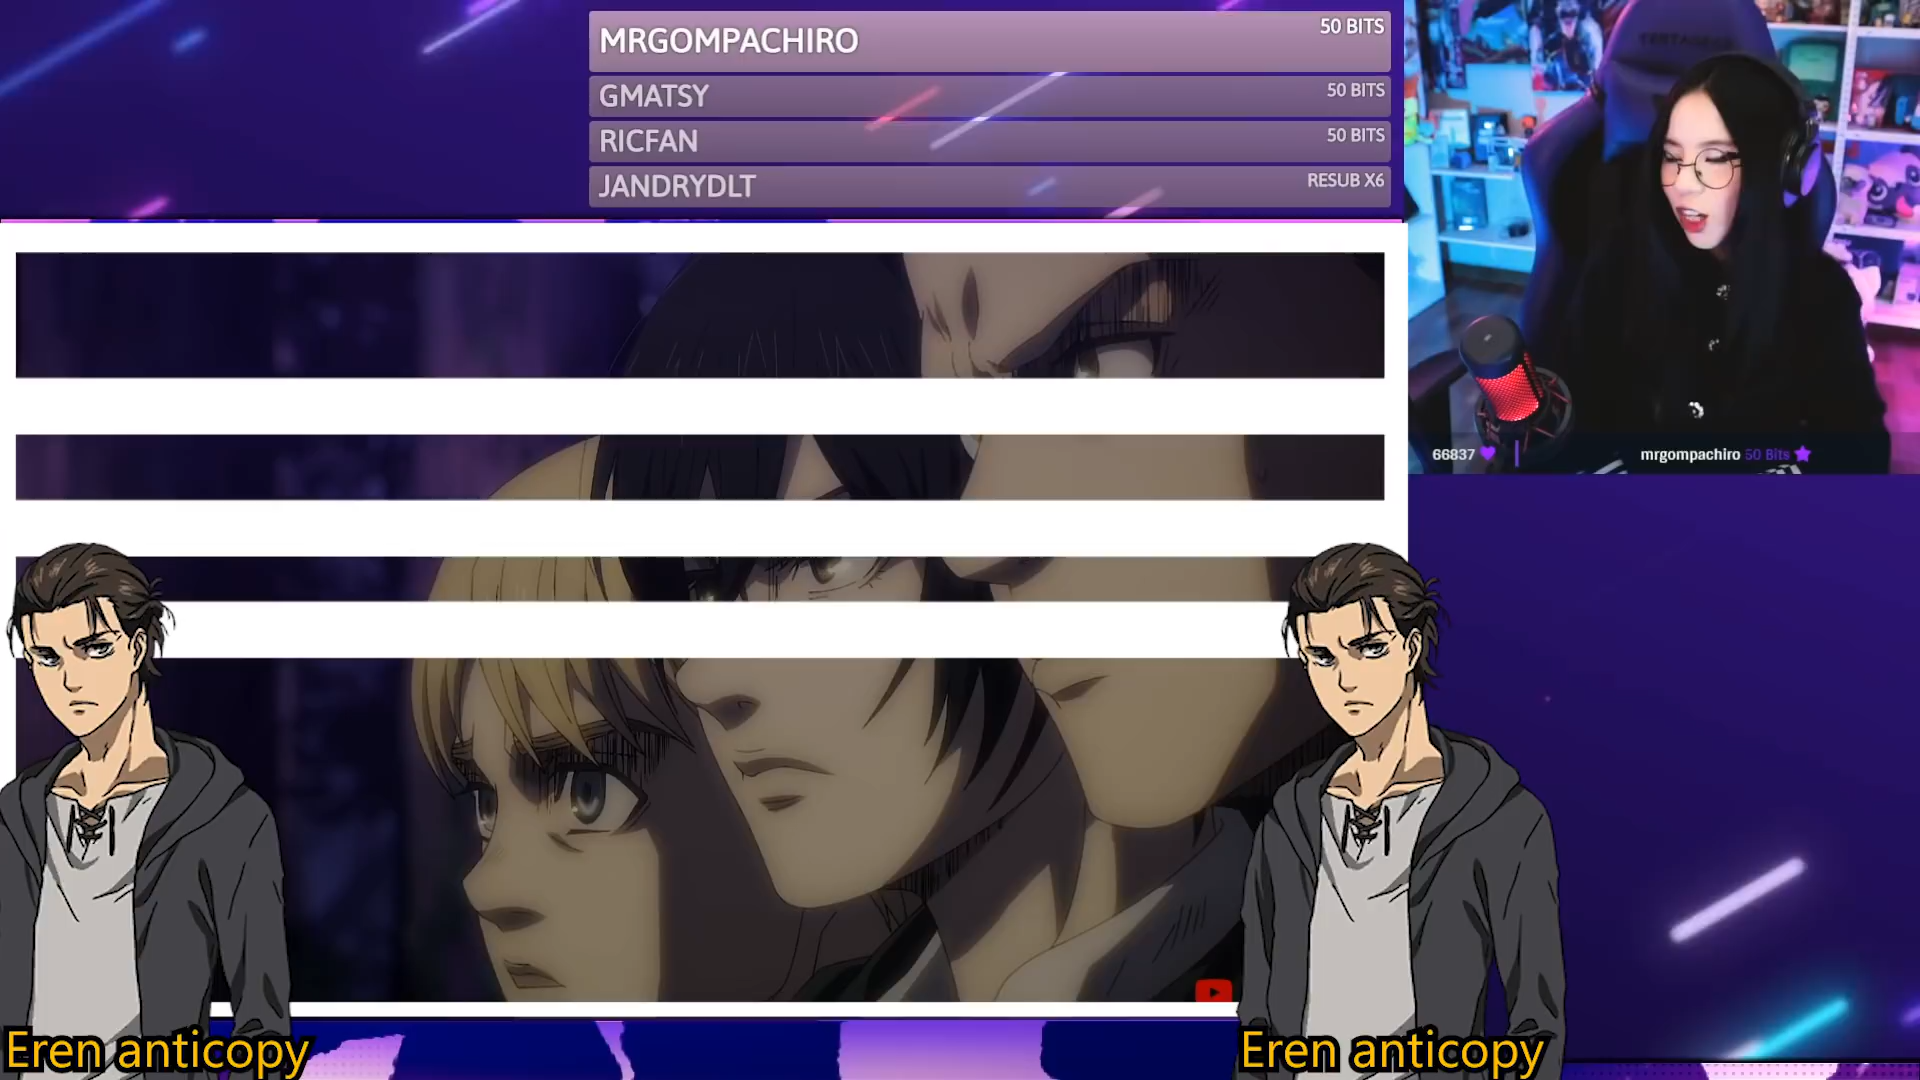 MRGOMPACHIRO
50 BITS
GMATSY
50 BITS
RICFAN
50 BITS
JANDRYDLT
RESUB X6
66837
mrgompachiro 50 Bits
Eren anticopy
Eren anticopy